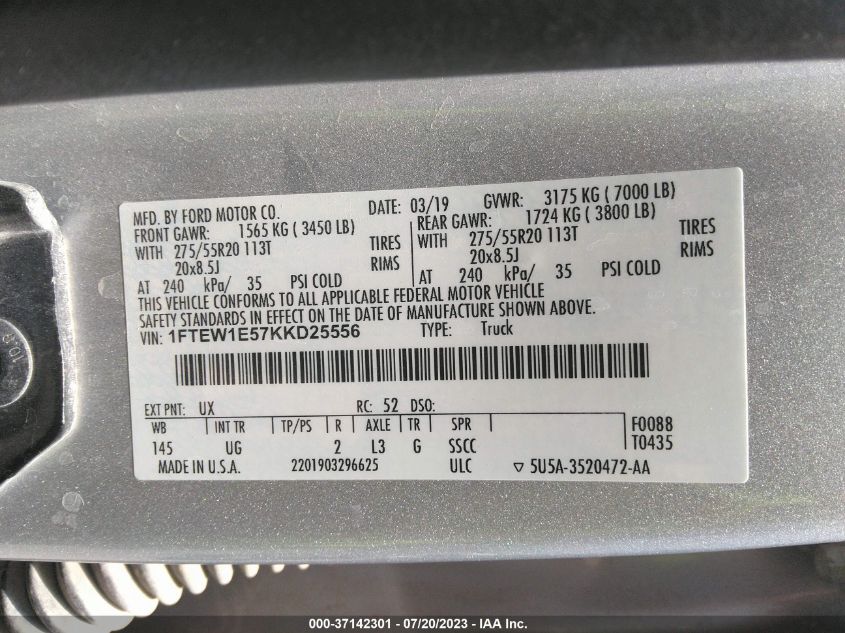 MFD. BY FORD MOTOR CO. DATE: 03/19 GVWR: 3175 KG ( 7000 LB)
FRONT GAWR: 1565 KG ( 3450 LB) REAR GAWR: 1724 KG ( 3800 LB)
WITH 275/55R20 113T TIRES WITH 275/55R20 113T TIRES
20x8.5J RIMS 20x8.5J RIMS
AT 240 kPa/ 35 PSI COLD AT 240 kPa/ 35 PSI COLD
THIS VEHICLE CONFORMS TO ALL APPLICABLE FEDERAL MOTOR VEHICLE
SAFETY STANDARDS IN EFFECT ON THE DATE OF MANUFACTURE SHOWN ABOVE.
VIN: 1FTEW1E57KKD25556 TYPE: Truck
EXT PNT: UX RC: 52 DSO:
WB INT TR TP/PS R AXLE TR SPR F0088
145 UG 2 L3 G SSCC T0435
MADE IN U.S.A. 2201903296625 ULC ▽ 5U5A-3520472-AA
000-37142301 - 07/20/2023 - IAA Inc.